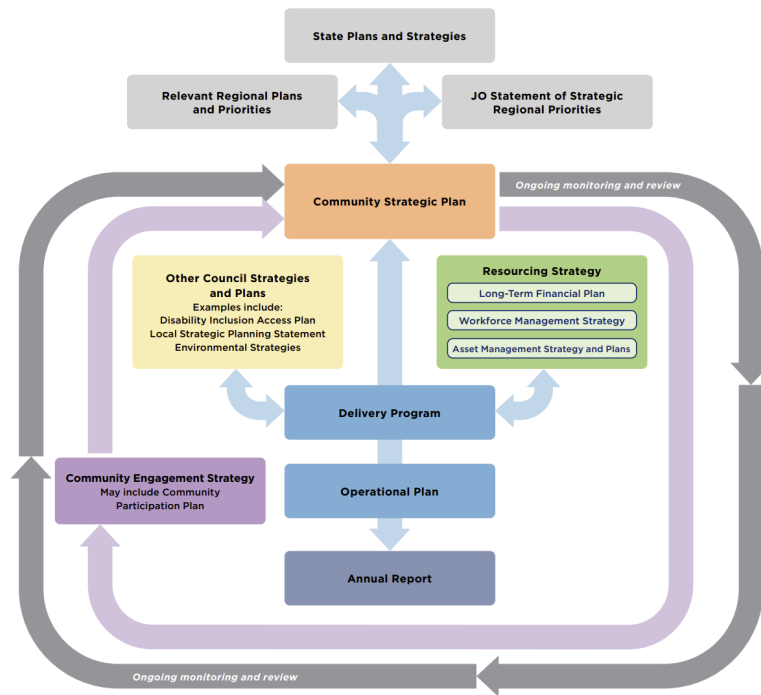 State Plans and Strategies
Relevant Regional Plans
and Priorities
JO Statement of Strategic
Regional Priorities
Community Strategic Plan
Ongoing monitoring and review
Other Council Strategies
and Plans
Examples include:
Disability Inclusion Access Plan
Local Strategic Planning Statement
Environmental Strategies
Resourcing Strategy
Long-Term Financial Plan
Workforce Management Strategy
Asset Management Strategy and Plans
Delivery Program
Community Engagement Strategy
May include Community
Participation Plan
Operational Plan
Annual Report
Ongoing monitoring and review